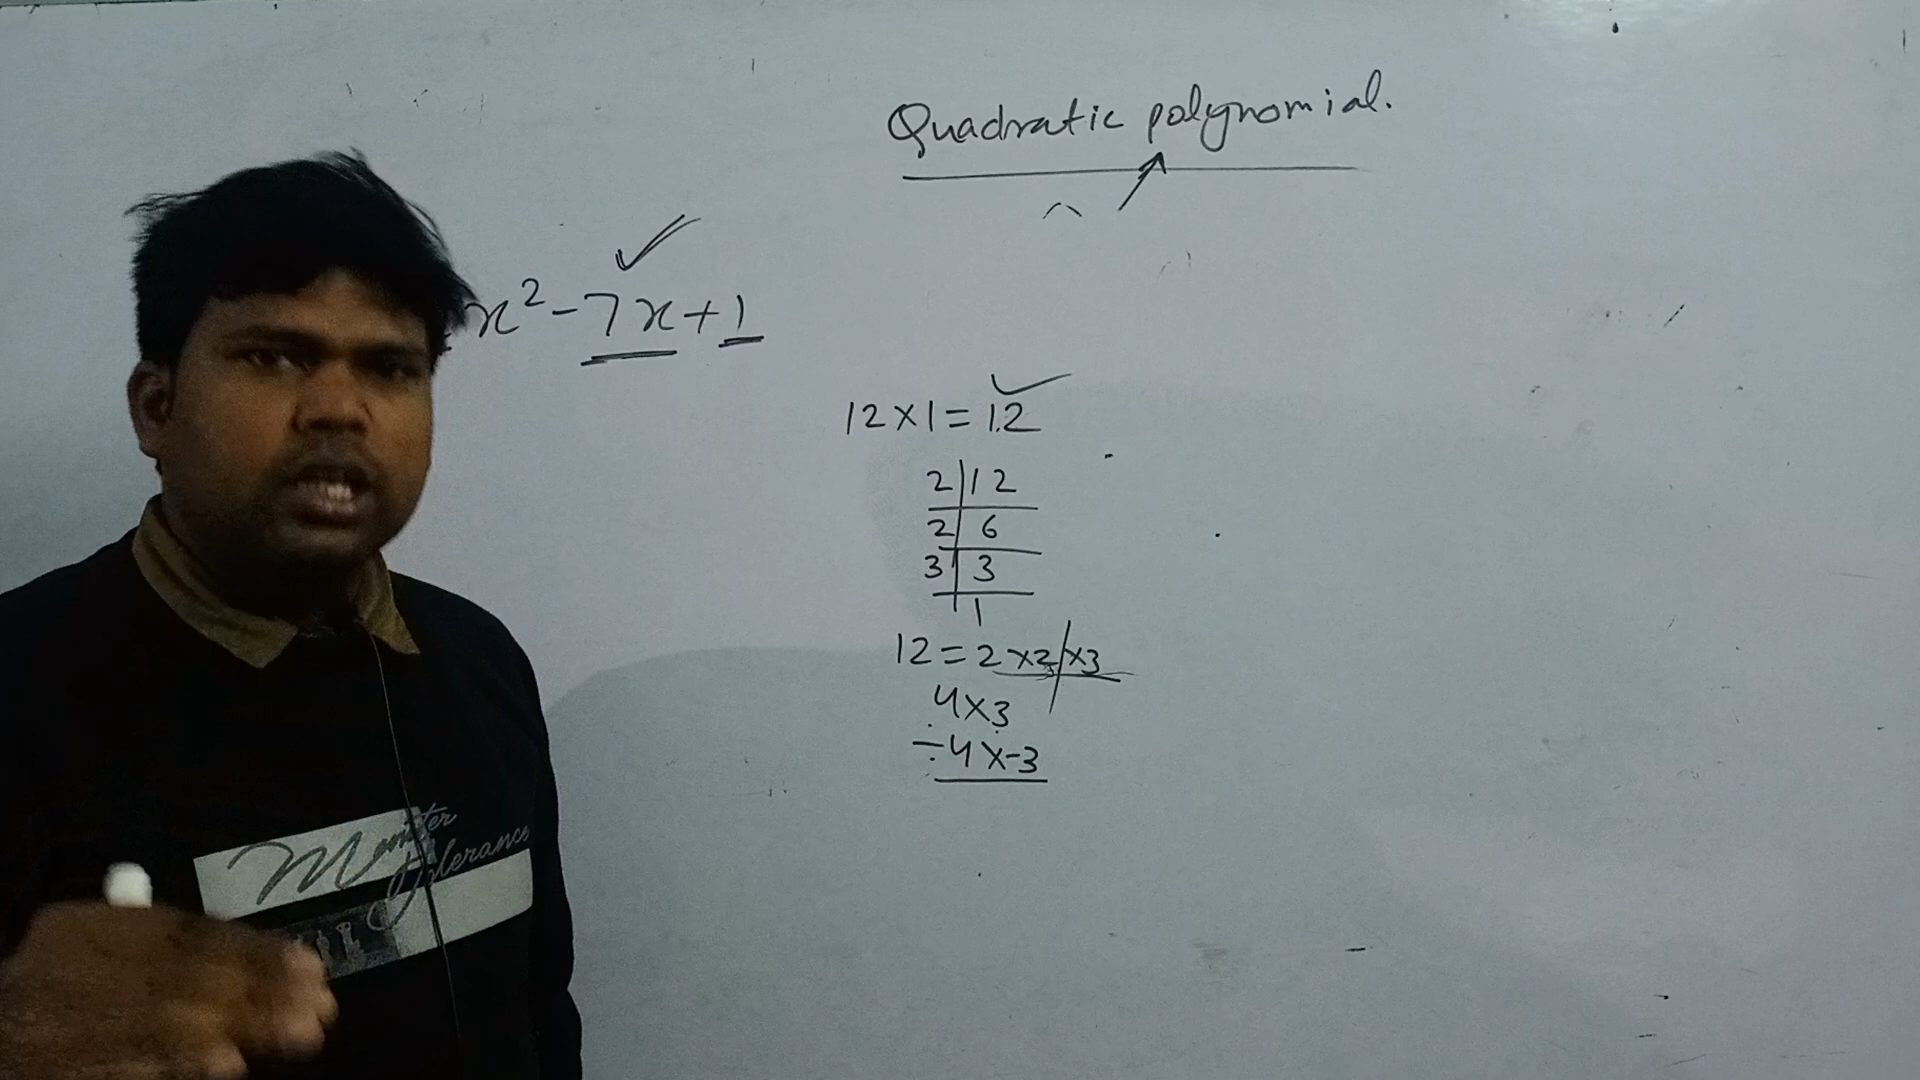 Quadratic polynomial.
x²-7x+1
12×1=12
2|12
2|6
3|3
1
12=2×2×3
4×3
-4×-3
Tolerance